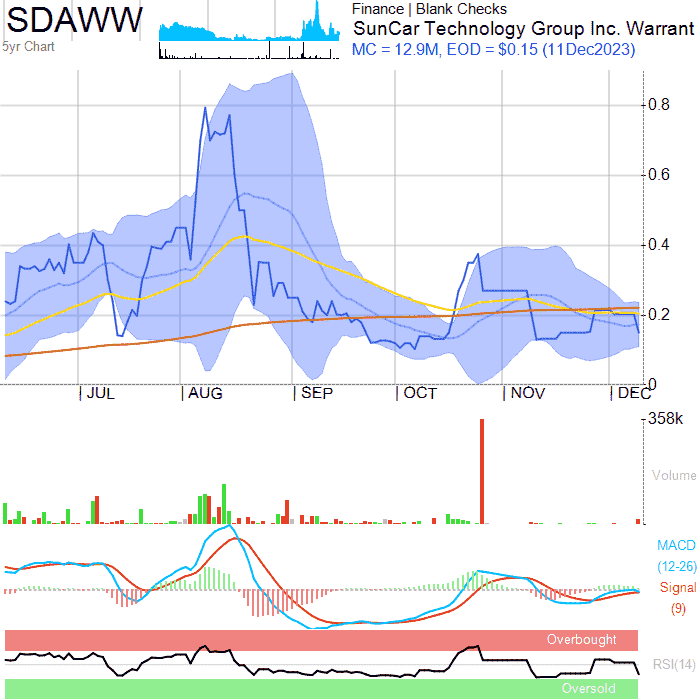 SDAWW
5yr Chart
Finance | Blank Checks
SunCar Technology Group Inc. Warrant
MC = 12.9M, EOD = $0.15 (11Dec2023)
0.8
0.6
0.4
0.2
0
JUL
AUG
SEP
OCT
NOV
DEC
358k
Volume
MACD
(12-26)
Signal
(9)
Overbought
RSI(14)
Oversold